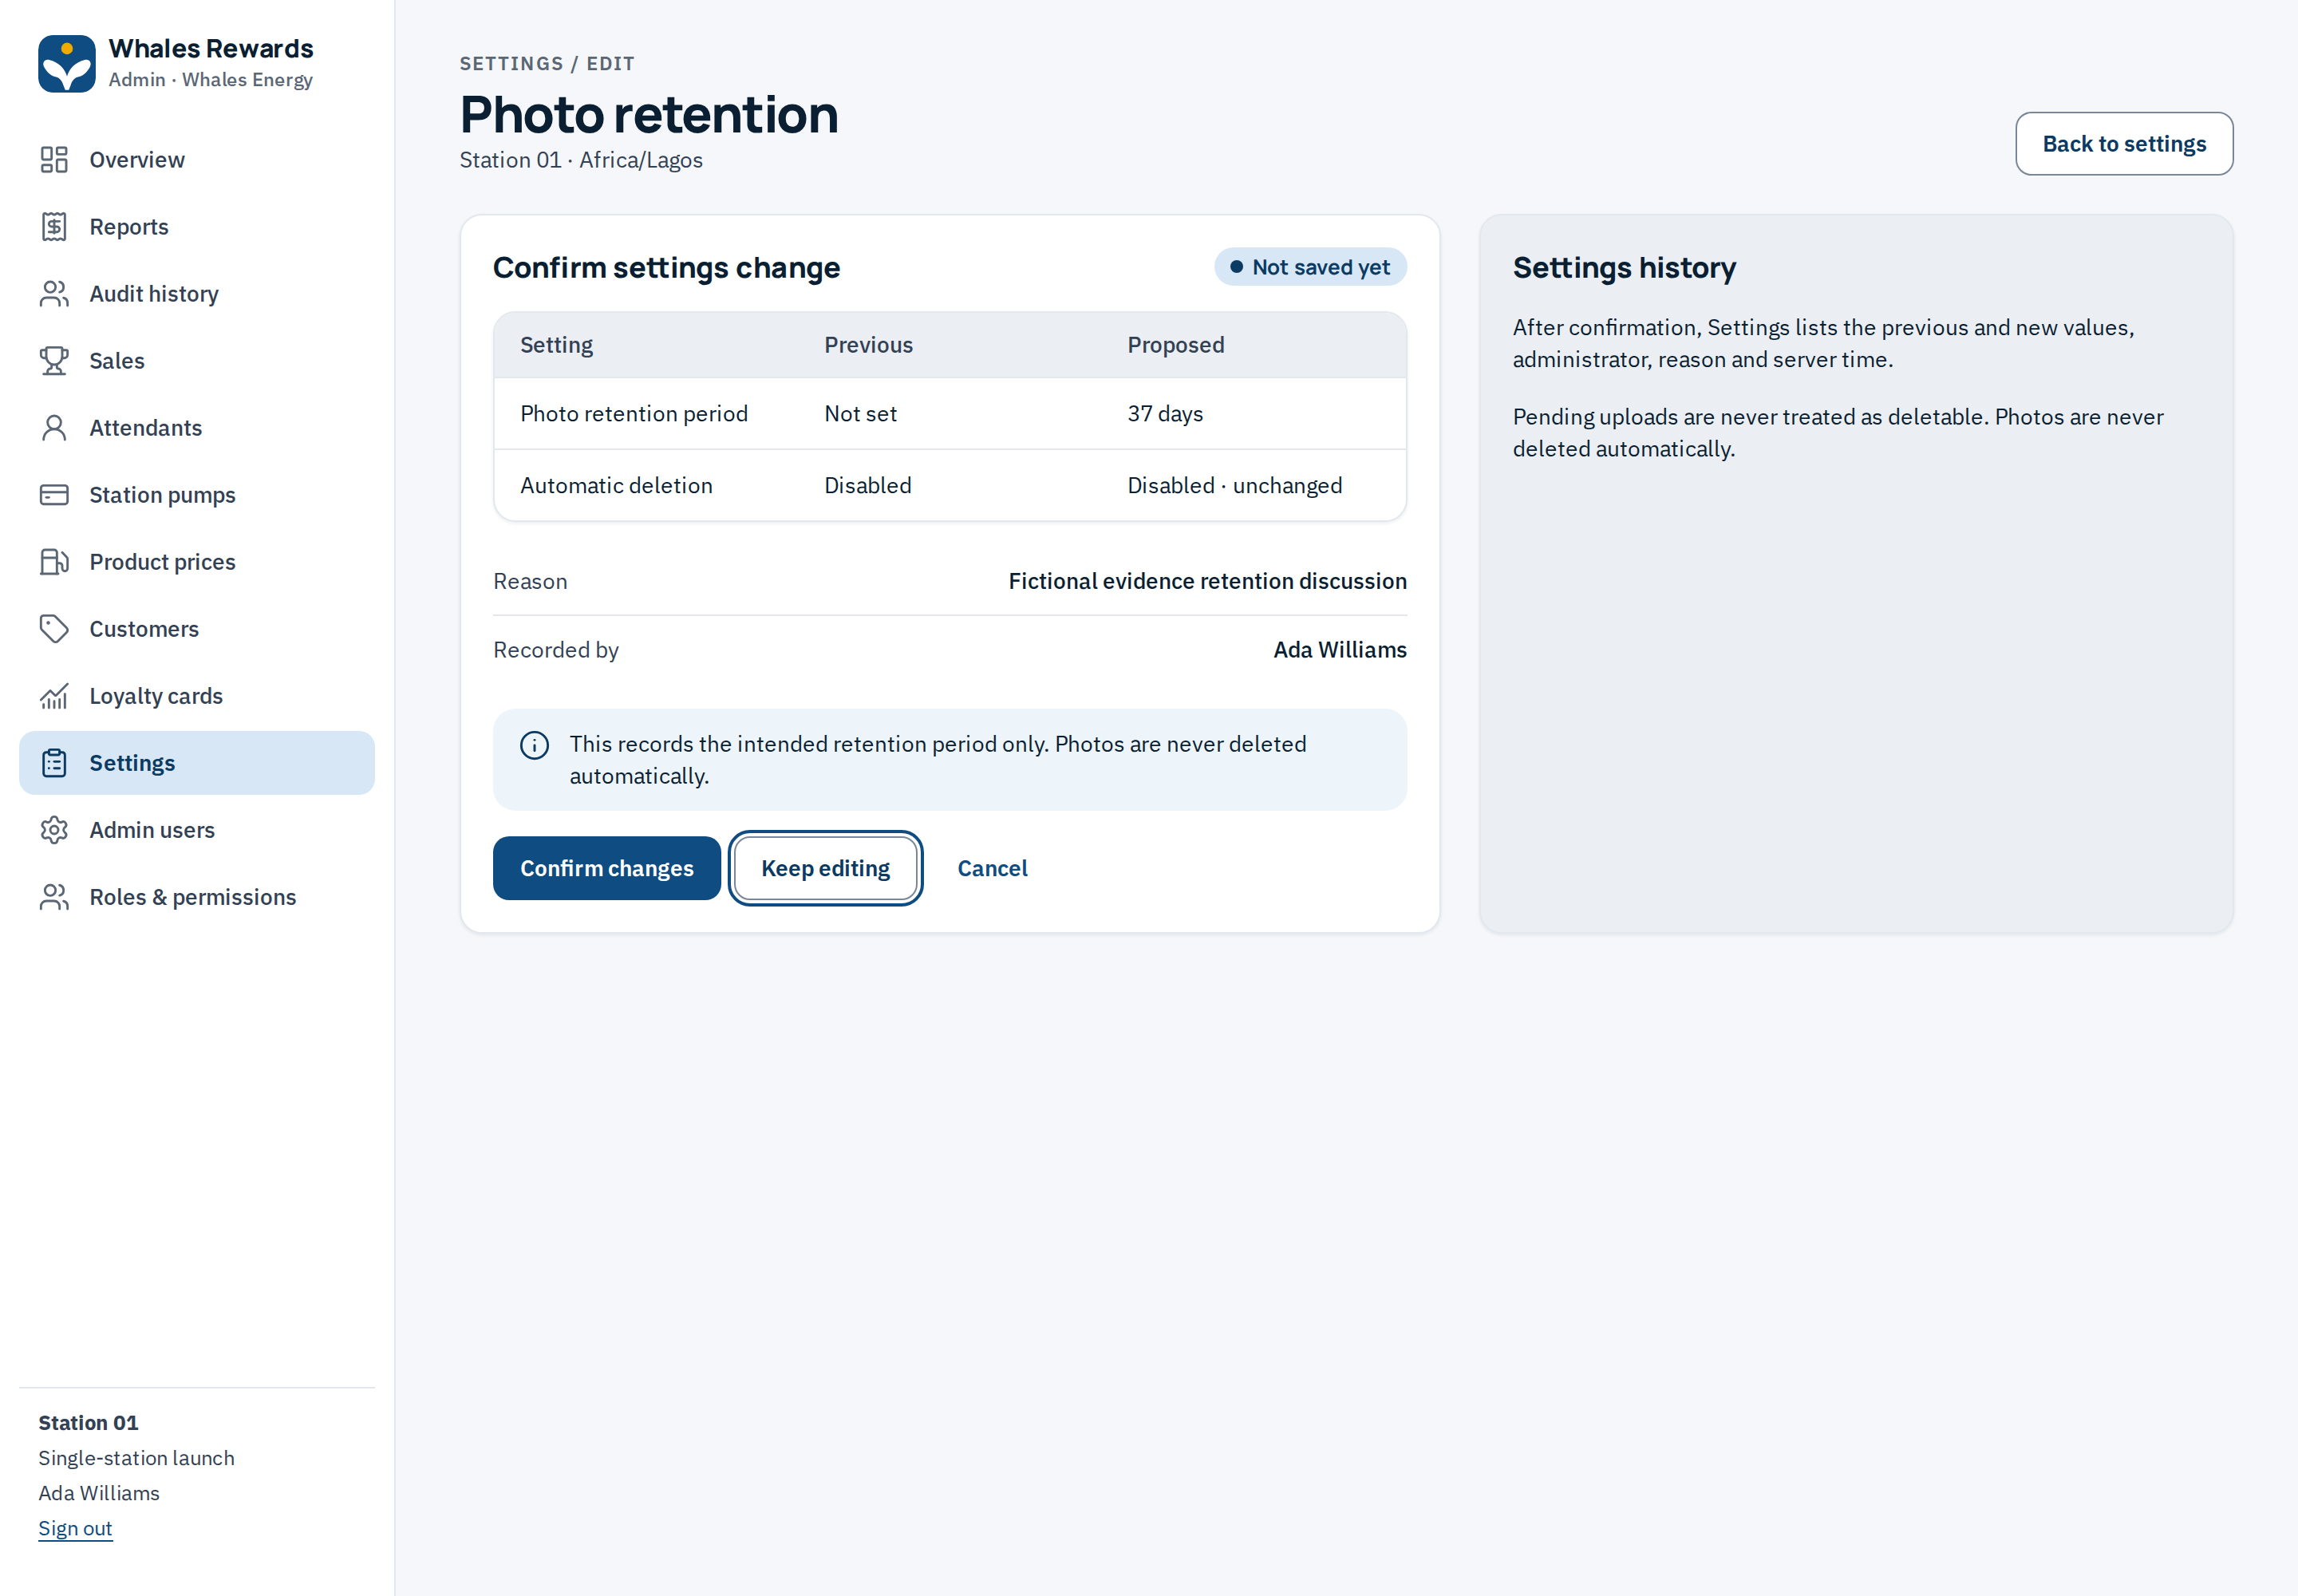 Whales Rewards
Admin · Whales Energy
Overview
Reports
Audit history
Sales
Attendants
Station pumps
Product prices
Customers
Loyalty cards
Settings
Admin users
Roles & permissions
Station 01
Single-station launch
Ada Williams
Sign out
SETTINGS / EDIT
Photo retention
Station 01 · Africa/Lagos
Back to settings
Confirm settings change
Not saved yet
Setting Previous Proposed
Photo retention period Not set 37 days
Automatic deletion Disabled Disabled · unchanged
Reason Fictional evidence retention discussion
Recorded by Ada Williams
This records the intended retention period only. Photos are never deleted
automatically.
Confirm changes Keep editing Cancel
Settings history
After confirmation, Settings lists the previous and new values,
administrator, reason and server time.
Pending uploads are never treated as deletable. Photos are never
deleted automatically.